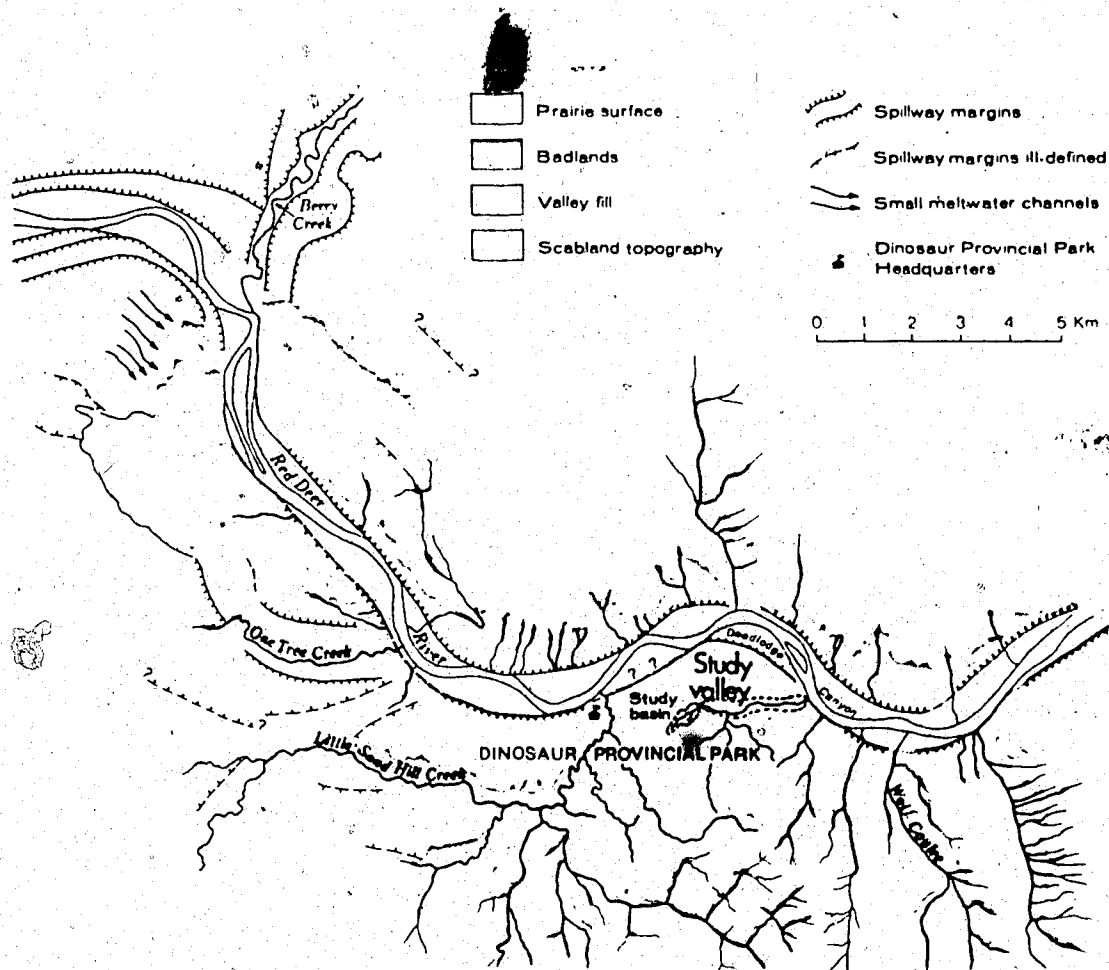 Prairie surface
Badlands
Valley fill
Scabland topography
Spillway margins
Spillway margins ill-defined
Small meltwater channels
Dinosaur Provincial Park
Headquarters
0 1 2 3 4 5 Km
Berry
Creek
?
?
Red Deer
River
One Tree Creek
?
?
? ?
Deadlodge
Canyon
Study
valley
Study
basin
DINOSAUR PROVINCIAL PARK
Little Sand Hill Creek
Wolf Coulee